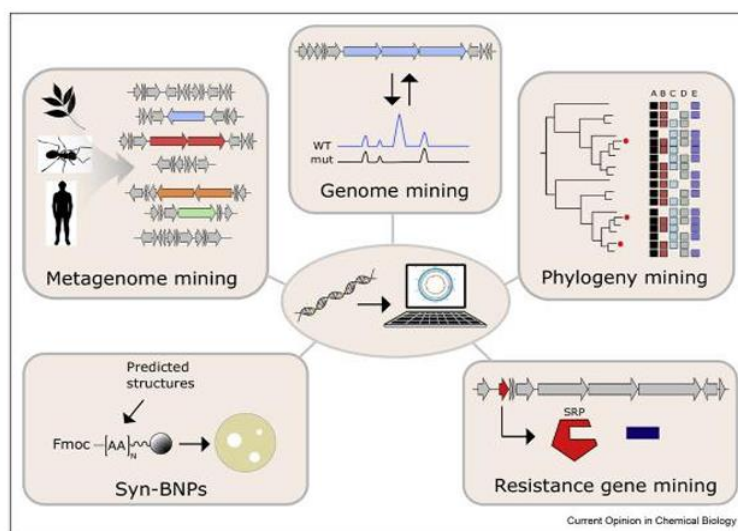 WT
mut
Genome mining
Metagenome mining
A B C D E
Phylogeny mining
Predicted
structures
Fmoc
[AA]
N
Syn-BNPs
SRP
Resistance gene mining
Current Opinion in Chemical Biology